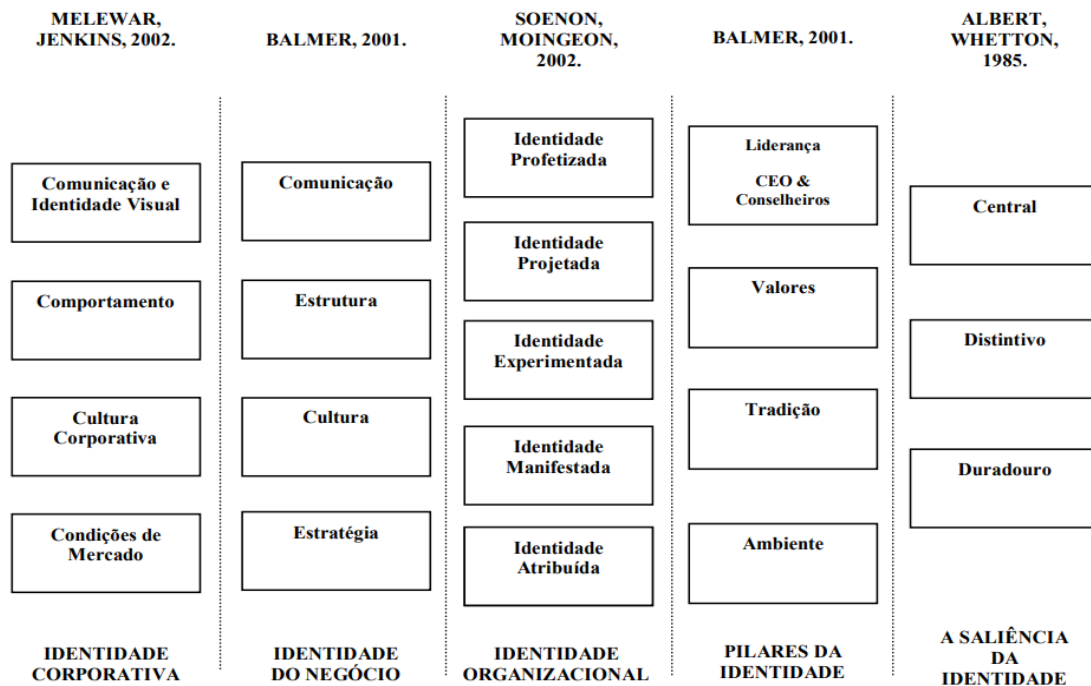 MELEWAR,
JENKINS, 2002.
BALMER, 2001.
SOENON,
MOINGEON,
2002.
BALMER, 2001.
ALBERT,
WHETTON,
1985.
Comunicação e
Identidade Visual
Comportamento
Cultura
Corporativa
Condições de
Mercado
IDENTIDADE
CORPORATIVA
Comunicação
Estrutura
Cultura
Estratégia
IDENTIDADE
DO NEGÓCIO
Identidade
Profetizada
Identidade
Projetada
Identidade
Experimentada
Identidade
Manifestada
Identidade
Atribuída
IDENTIDADE
ORGANIZACIONAL
Liderança
CEO &
Conselheiros
Valores
Tradição
Ambiente
PILARES DA
IDENTIDADE
Central
Distintivo
Duradouro
A SALIÊNCIA
DA
IDENTIDADE